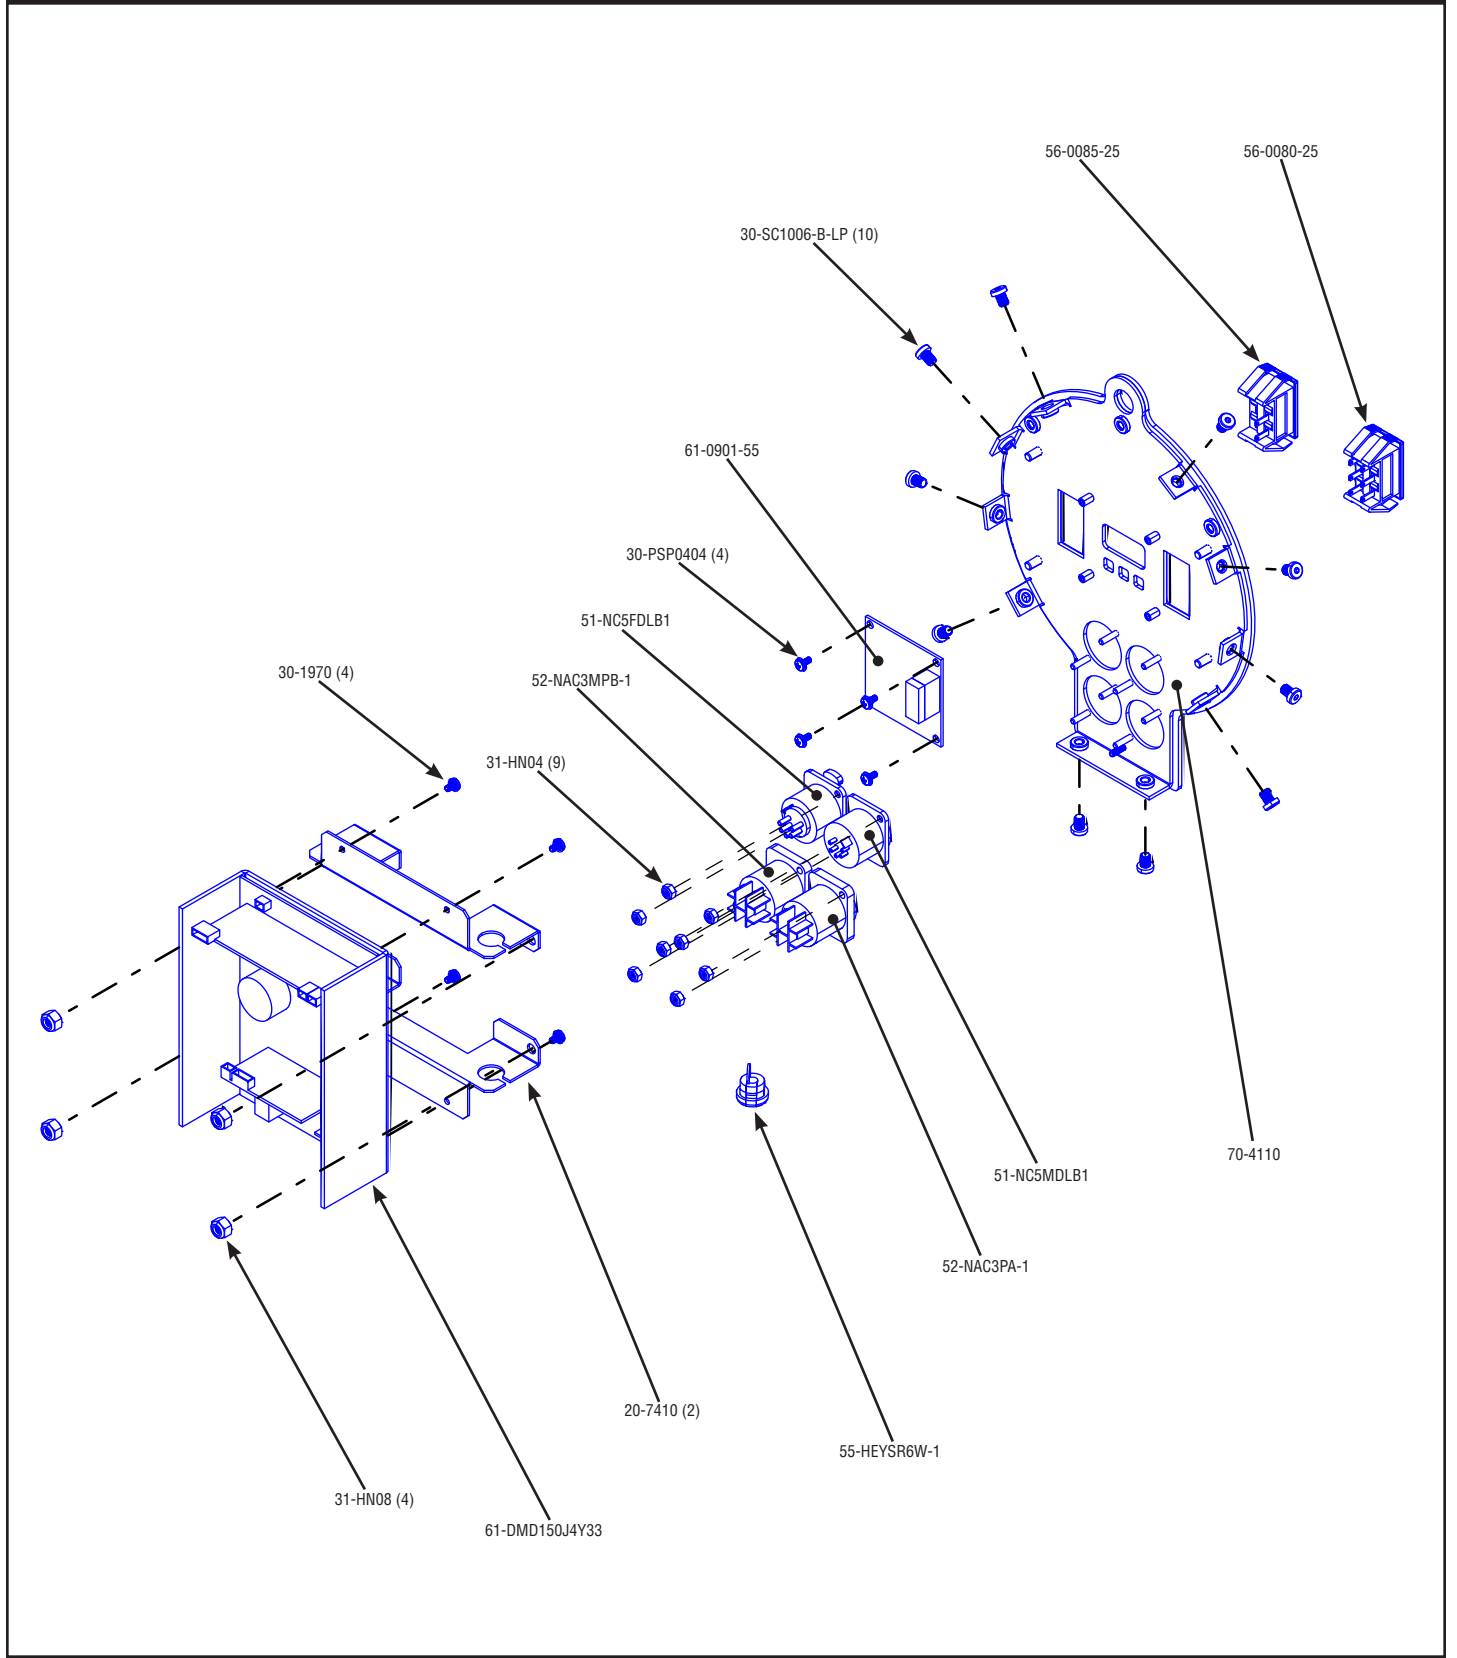 56-0085-25
56-0080-25
30-SC1006-B-LP (10)
61-0901-55
30-PSP0404 (4)
51-NC5FDLB1
30-1970 (4)
52-NAC3MPB-1
31-HN04 (9)
70-4110
51-NC5MDLB1
52-NAC3PA-1
20-7410 (2)
55-HEYSR6W-1
31-HN08 (4)
61-DMD150J4Y33